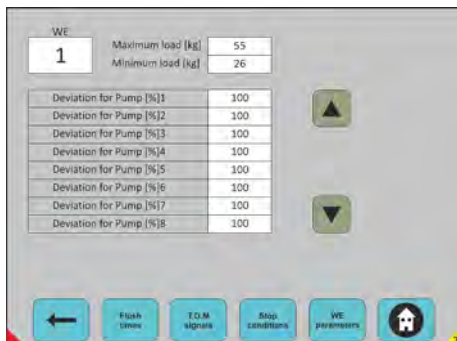 WE
1
Maximum load [kg] 55
Minimum load [kg] 26
Deviation for Pump [%]1 100
Deviation for Pump [%]2 100
Deviation for Pump [%]3 100
Deviation for Pump [%]4 100
Deviation for Pump [%]5 100
Deviation for Pump [%]6 100
Deviation for Pump [%]7 100
Deviation for Pump [%]8 100
Flush times
T.O.M signals
Stop conditions
WE parameters